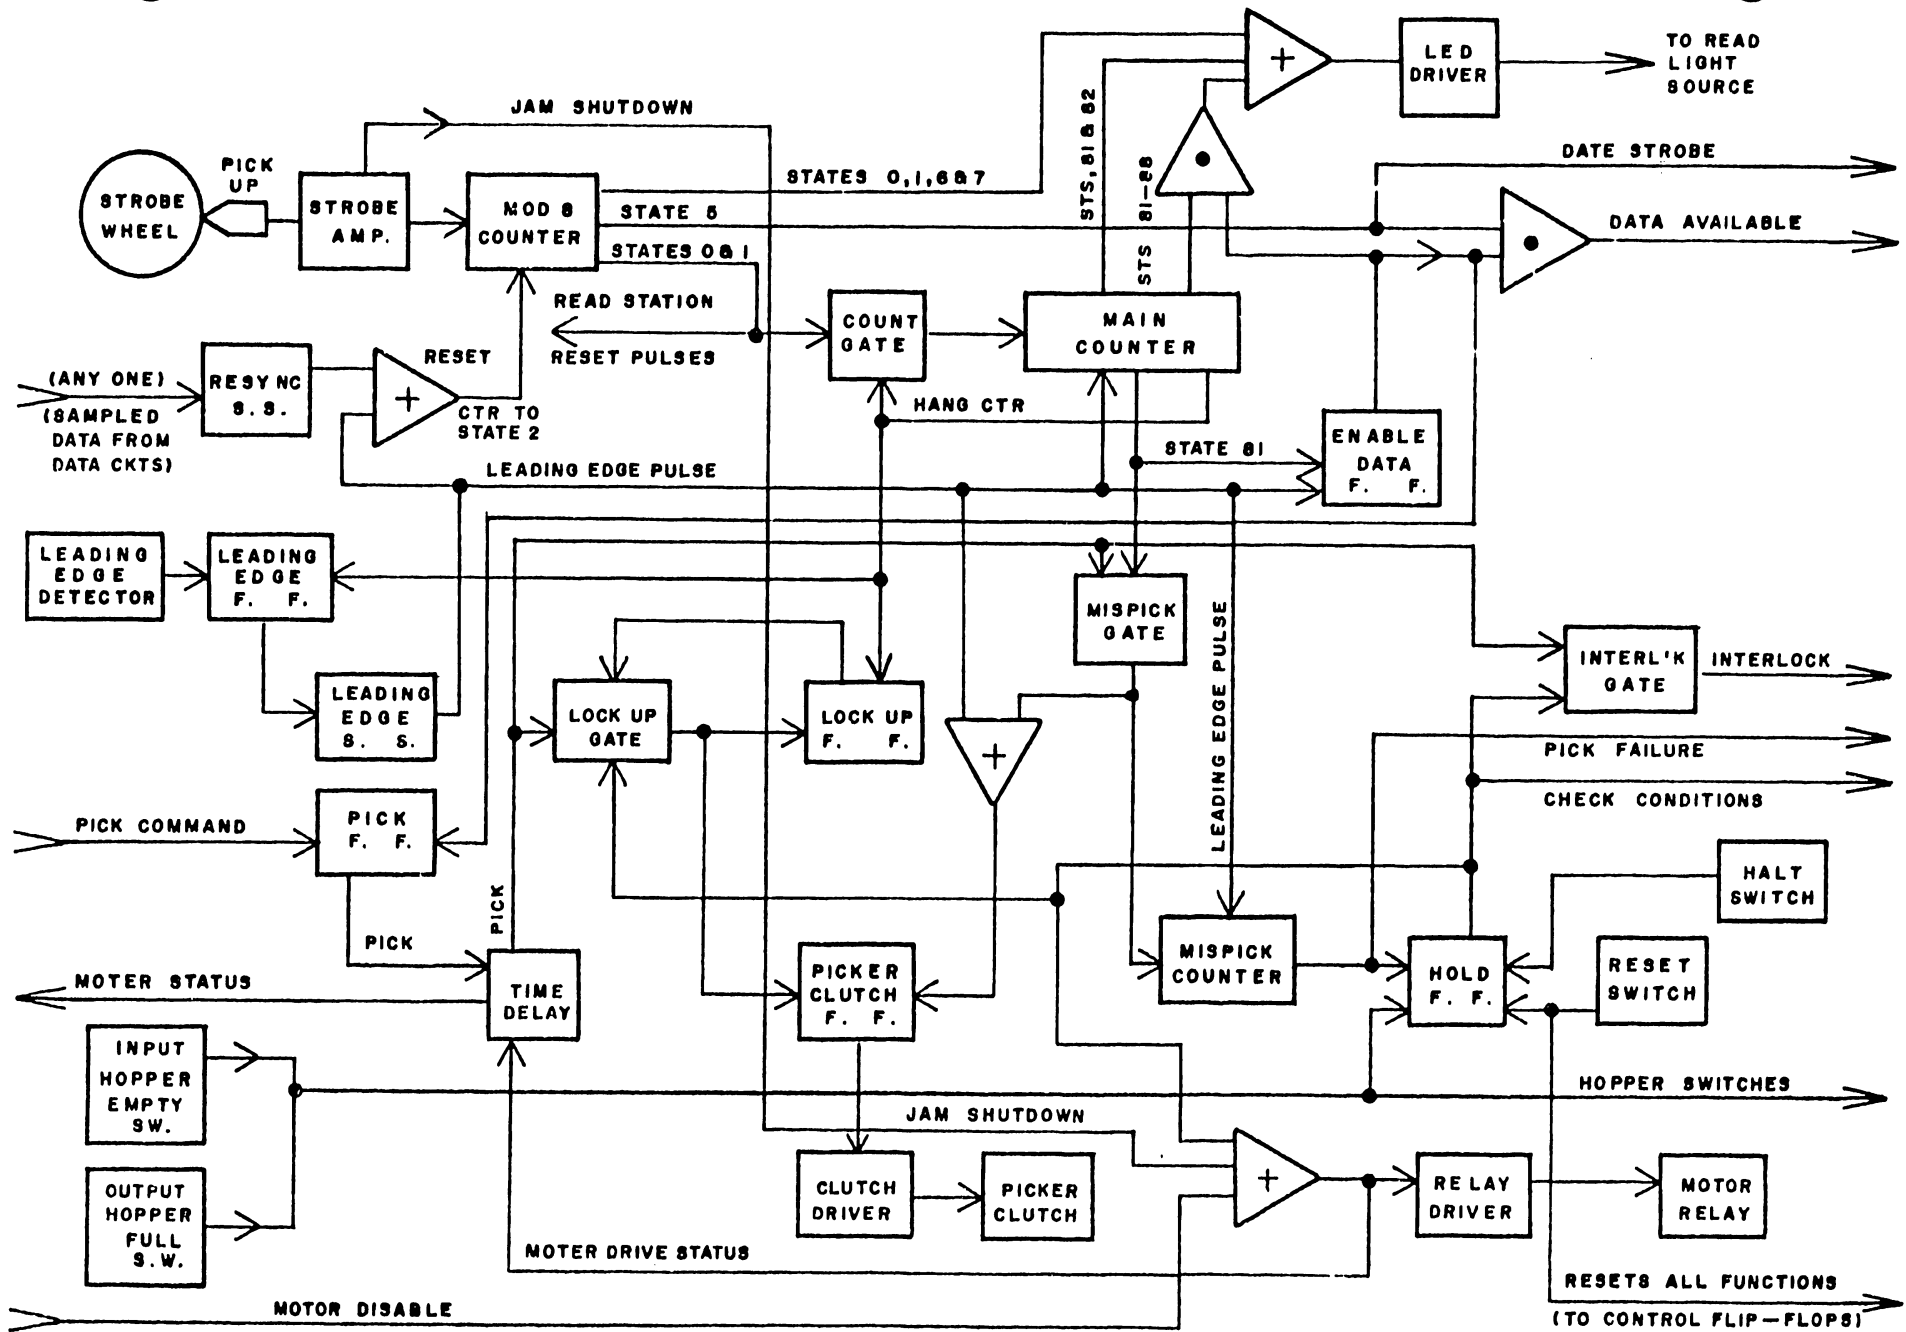 TO READ
LIGHT
SOURCE
LED
DRIVER
JAM SHUTDOWN
DATE STROBE
PICK
UP
STROBE
WHEEL
STROBE
AMP.
MOD 8
COUNTER
STATES 0,1,6&7
STATE 5
STATES 0&1
STS, 81 & 82
STS 81-88
DATA AVAILABLE
READ STATION
RESET PULSES
COUNT
GATE
MAIN
COUNTER
RESET
(ANY ONE)
(SAMPLED
DATA FROM
DATA CKTS)
RESYNC
S.S.
+
CTR TO
STATE 2
HANG CTR
STATE 81
ENABLE
DATA
F. F.
LEADING EDGE PULSE
LEADING
EDGE
DETECTOR
LEADING
EDGE
F. F.
MISPICK
GATE
LEADING EDGE PULSE
INTERL'K
GATE
INTERLOCK
LEADING
EDGE
S. S.
LOCK UP
GATE
LOCK UP
F. F.
+
PICK FAILURE
CHECK CONDITIONS
PICK COMMAND
PICK
F. F.
HALT
SWITCH
PICK
PICK
MOTER STATUS
TIME
DELAY
PICKER
CLUTCH
F. F.
MISPICK
COUNTER
HOLD
F. F.
RESET
SWITCH
INPUT
HOPPER
EMPTY
SW.
HOPPER SWITCHES
JAM SHUTDOWN
OUTPUT
HOPPER
FULL
S.W.
CLUTCH
DRIVER
PICKER
CLUTCH
+
RELAY
DRIVER
MOTOR
RELAY
MOTER DRIVE STATUS
MOTOR DISABLE
RESETS ALL FUNCTIONS
(TO CONTROL FLIP-FLOPS)
+